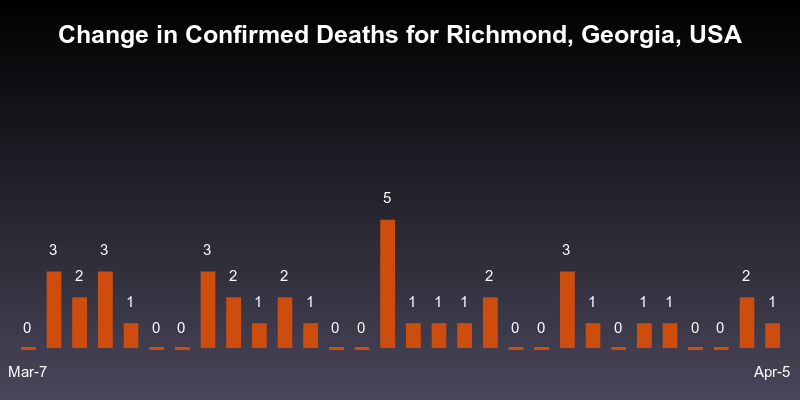 Change in Confirmed Deaths for Richmond, Georgia, USA
0 3 2 3 1 0 0 3 2 1 2 1 0 0 5 1 1 1 2 0 0 3 1 0 1 1 0 0 2 1
Mar-7 Apr-5